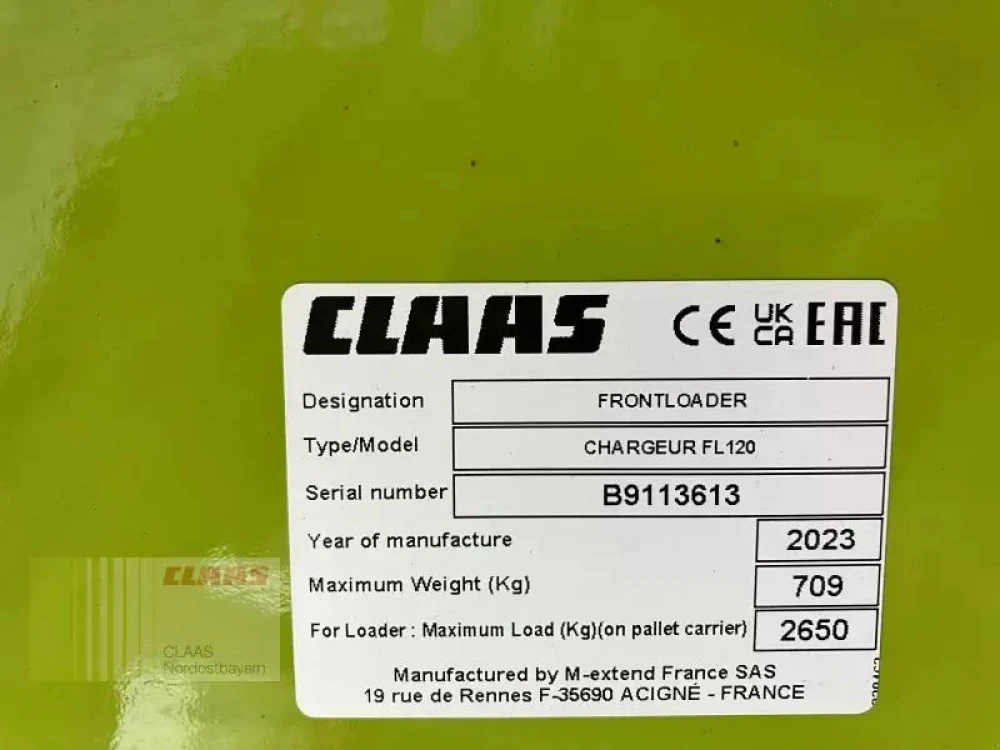 CLAAS CE UK CA EAC
Designation FRONTLOADER
Type/Model CHARGEUR FL120
Serial number B9113613
Year of manufacture 2023
Maximum Weight (Kg) 709
For Loader : Maximum Load (Kg)(on pallet carrier) 2650
Manufactured by M-extend France SAS
19 rue de Rennes F-35690 ACIGNÉ - FRANCE
CLAAS
CLAAS
Nordostbayern